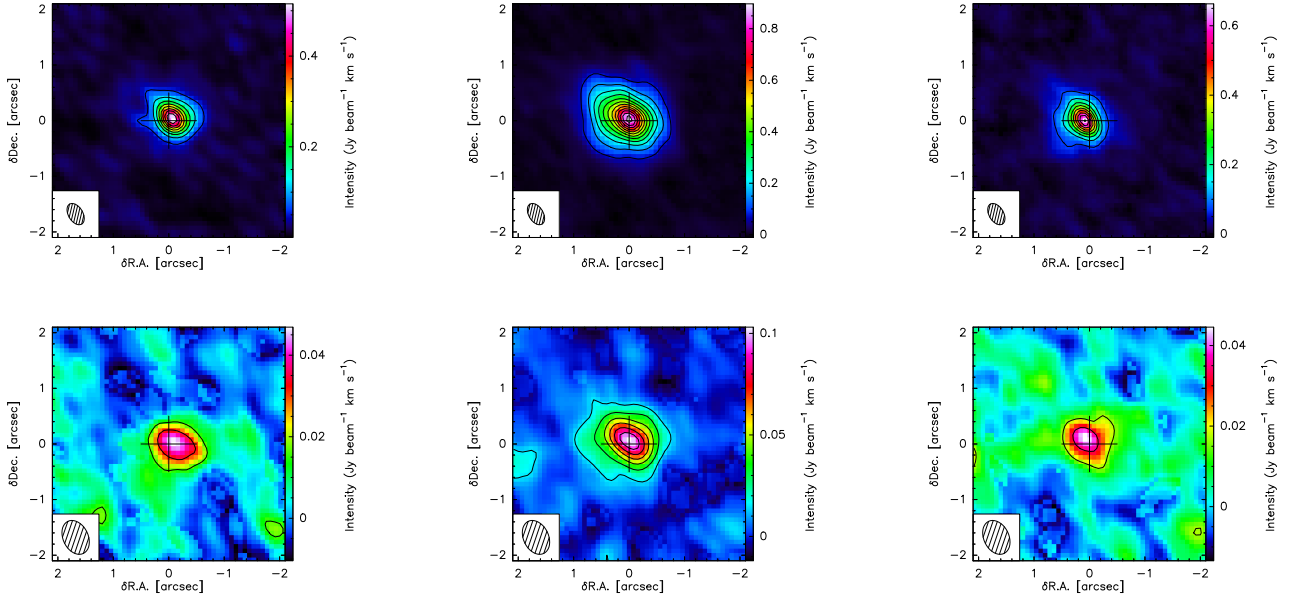 2
1
0
−1
−2
δDec. [arcsec]
2 1 0 −1 −2
δR.A. [arcsec]
0.4
0.2
Intensity (Jy beam⁻¹ km s⁻¹)
2
1
0
−1
−2
δDec. [arcsec]
2 1 0 −1 −2
δR.A. [arcsec]
0.8
0.6
0.4
0.2
0
Intensity (Jy beam⁻¹ km s⁻¹)
2
1
0
−1
−2
δDec. [arcsec]
2 1 0 −1 −2
δR.A. [arcsec]
0.6
0.4
0.2
0
Intensity (Jy beam⁻¹ km s⁻¹)
2
1
0
−1
−2
δDec. [arcsec]
2 1 0 −1 −2
δR.A. [arcsec]
0.04
0.02
0
Intensity (Jy beam⁻¹ km s⁻¹)
2
1
0
−1
−2
δDec. [arcsec]
2 1 0 −1 −2
δR.A. [arcsec]
0.1
0.05
0
Intensity (Jy beam⁻¹ km s⁻¹)
2
1
0
−1
−2
δDec. [arcsec]
2 1 0 −1 −2
δR.A. [arcsec]
0.04
0.02
0
Intensity (Jy beam⁻¹ km s⁻¹)